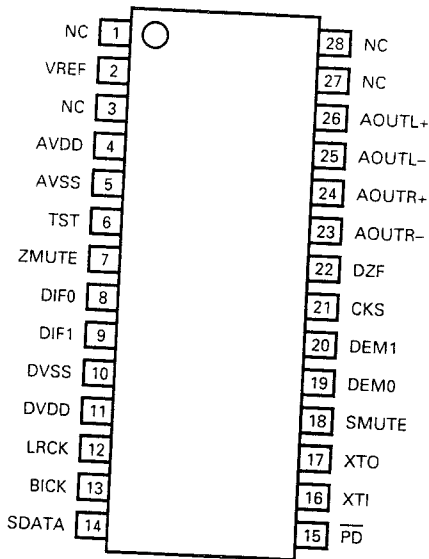 NC 1
VREF 2
NC 3
AVDD 4
AVSS 5
TST 6
ZMUTE 7
DIF0 8
DIF1 9
DVSS 10
DVDD 11
LRCK 12
BICK 13
SDATA 14
28 NC
27 NC
26 AOUTL+
25 AOUTL−
24 AOUTR+
23 AOUTR−
22 DZF
21 CKS
20 DEM1
19 DEM0
18 SMUTE
17 XTO
16 XTI
15 P̅D̅